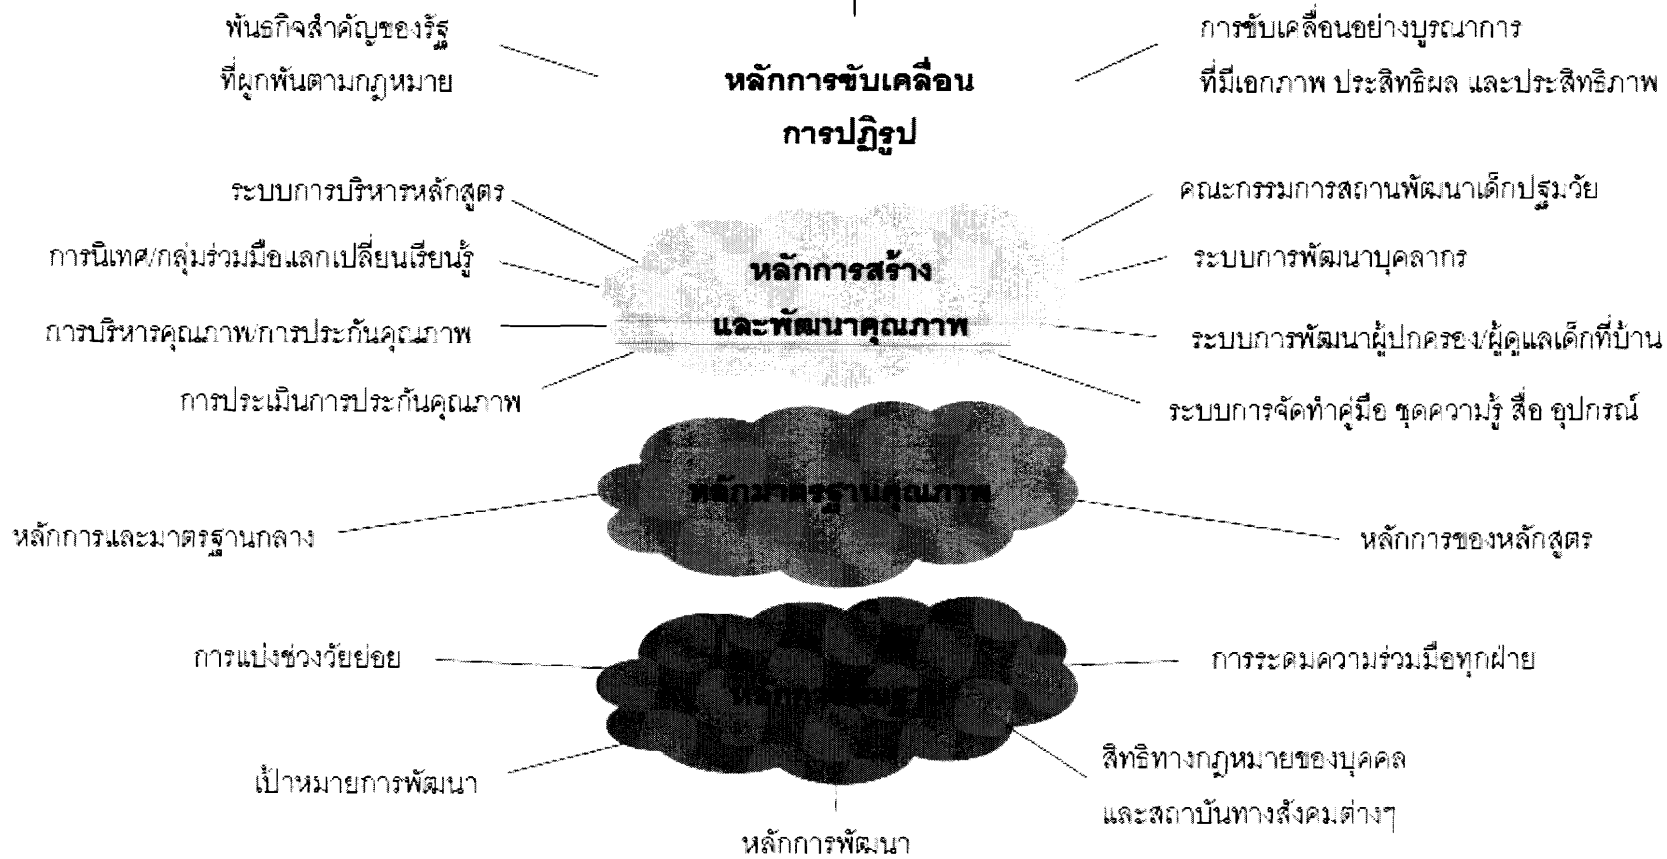 พันธกิจสำคัญของรัฐ
ที่ผูกพันตามกฎหมาย
หลักการขับเคลื่อน
การปฏิรูป
การขับเคลื่อนอย่างบูรณาการ
ที่มีเอกภาพ ประสิทธิผล และประสิทธิภาพ
ระบบการบริหารหลักสูตร
การนิเทศ/กลุ่มร่วมมือแลกเปลี่ยนเรียนรู้
การบริหารคุณภาพ/การประกันคุณภาพ
การประเมินการประกันคุณภาพ
หลักการสร้าง
และพัฒนาคุณภาพ
คณะกรรมการสถานพัฒนาเด็กปฐมวัย
ระบบการพัฒนาบุคลากร
ระบบการพัฒนาผู้ปกครอง/ผู้ดูแลเด็กที่บ้าน
ระบบการจัดทำคู่มือ ชุดความรู้ สื่อ อุปกรณ์
หลักการและมาตรฐานกลาง
หลักมาตรฐานคุณภาพ
หลักการของหลักสูตร
การแบ่งช่วงวัยย่อย
เป้าหมายการพัฒนา
หลักการพัฒนา
การระดมความร่วมมือทุกฝ่าย
สิทธิทางกฎหมายของบุคคล
และสถาบันทางสังคมต่างๆ